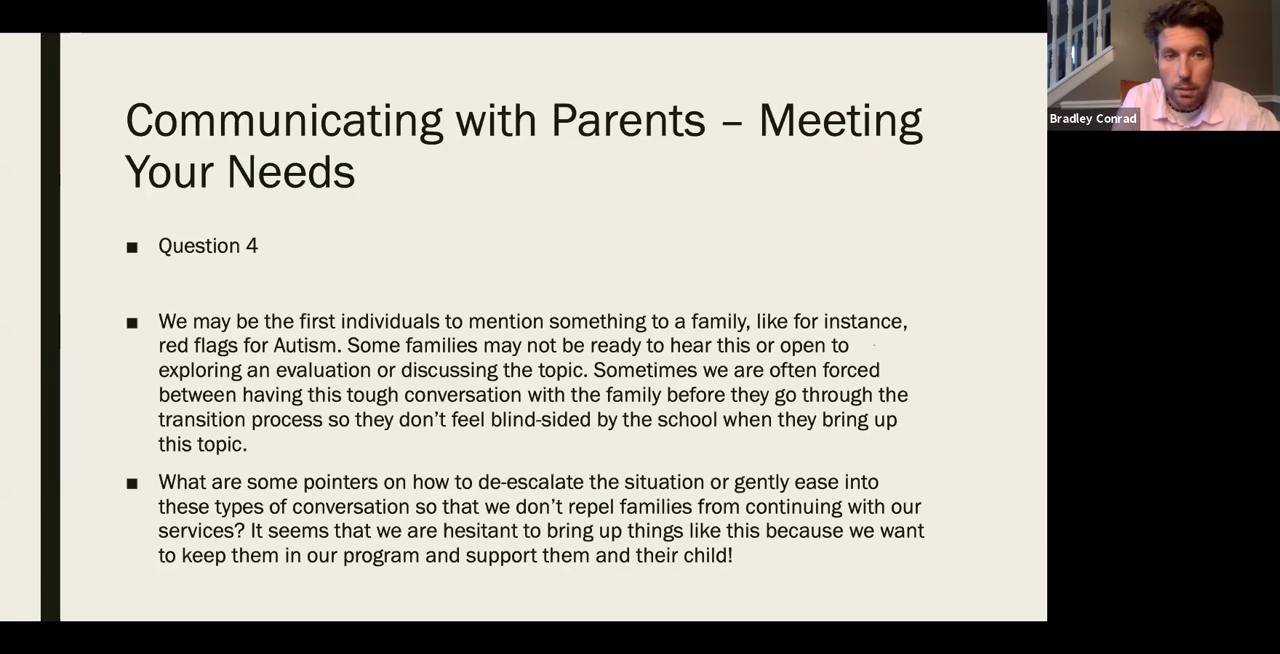 Communicating with Parents – Meeting
Your Needs
■ Question 4
■ We may be the first individuals to mention something to a family, like for instance,
red flags for Autism. Some families may not be ready to hear this or open to
exploring an evaluation or discussing the topic. Sometimes we are often forced
between having this tough conversation with the family before they go through the
transition process so they don’t feel blind-sided by the school when they bring up
this topic.
■ What are some pointers on how to de-escalate the situation or gently ease into
these types of conversation so that we don’t repel families from continuing with our
services? It seems that we are hesitant to bring up things like this because we want
to keep them in our program and support them and their child!
Bradley Conrad